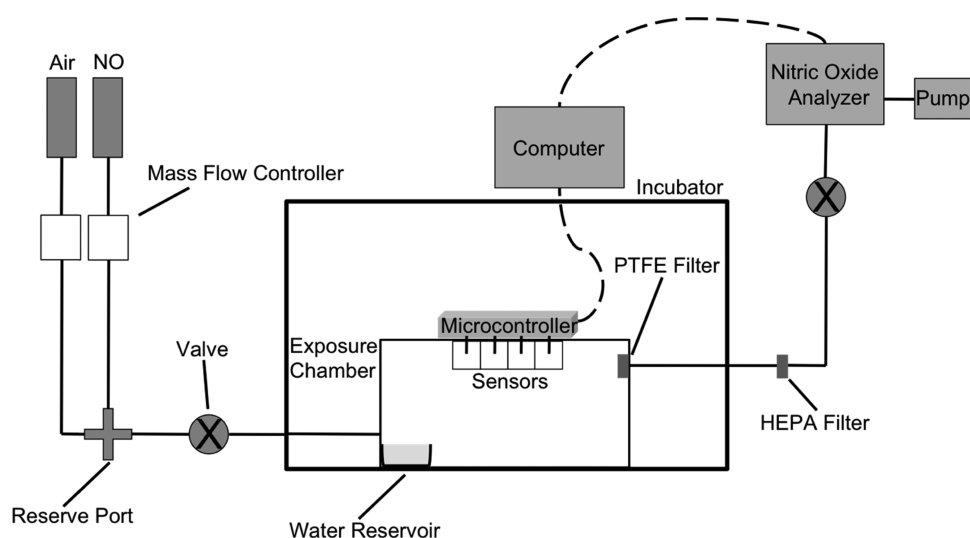 Air
NO
Mass Flow Controller
Nitric Oxide
Analyzer
Pump
Computer
Incubator
PTFE Filter
Microcontroller
Valve
Exposure
Chamber
Sensors
HEPA Filter
Reserve Port
Water Reservoir